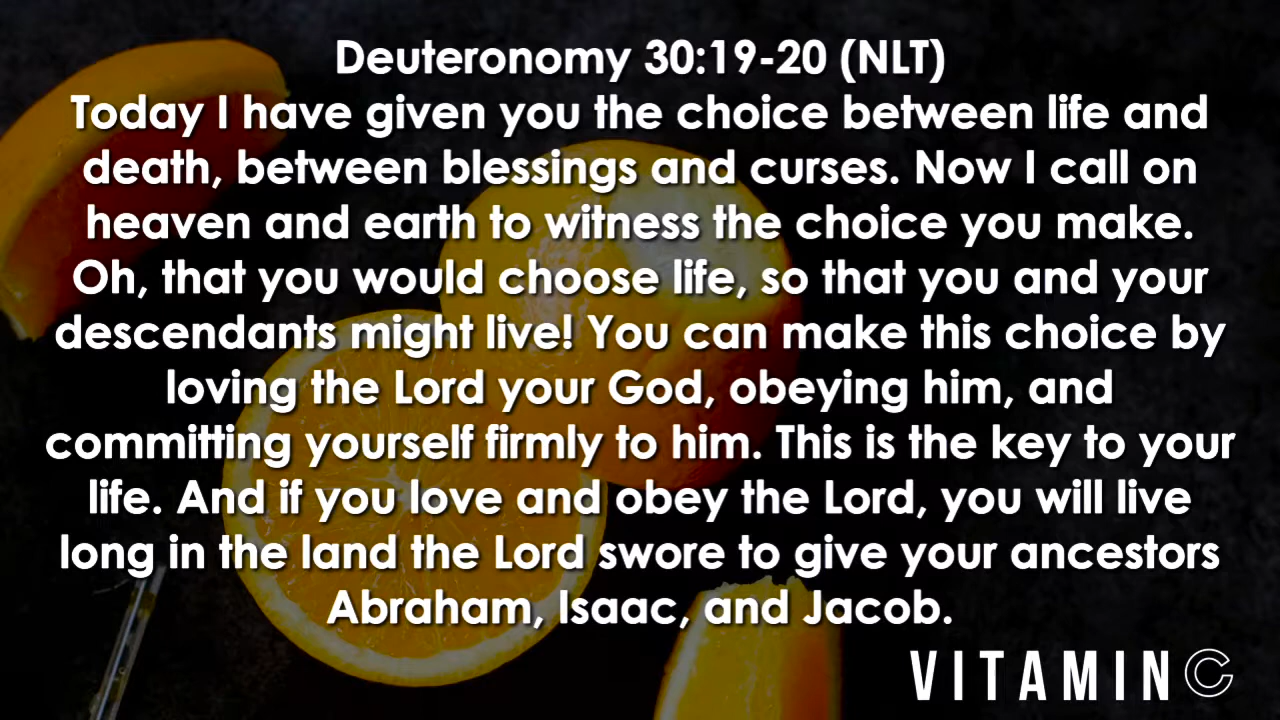 Deuteronomy 30:19-20 (NLT)
Today I have given you the choice between life and
death, between blessings and curses. Now I call on
heaven and earth to witness the choice you make.
Oh, that you would choose life, so that you and your
descendants might live! You can make this choice by
loving the Lord your God, obeying him, and
committing yourself firmly to him. This is the key to your
life. And if you love and obey the Lord, you will live
long in the land the Lord swore to give your ancestors
Abraham, Isaac, and Jacob.
VITAMIN C